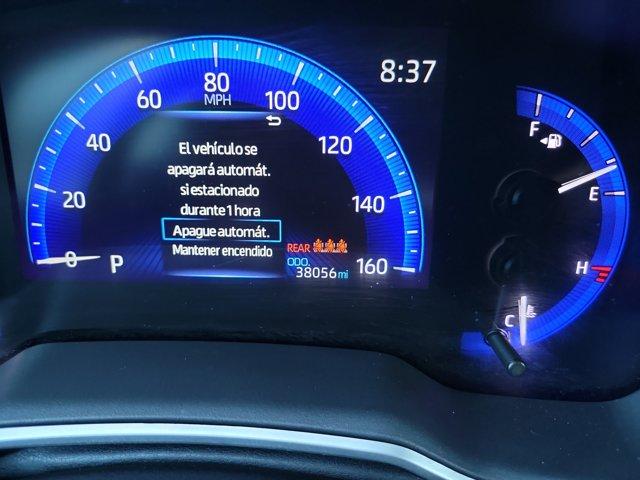 8:37
80
MPH
60
100
40
120
20
140
0
160
El vehículo se
apagará automát.
si estacionado
durante 1 hora
Apague automát.
Mantener encendido
P
REAR
ODO.
38056 mi
F
E
H
C